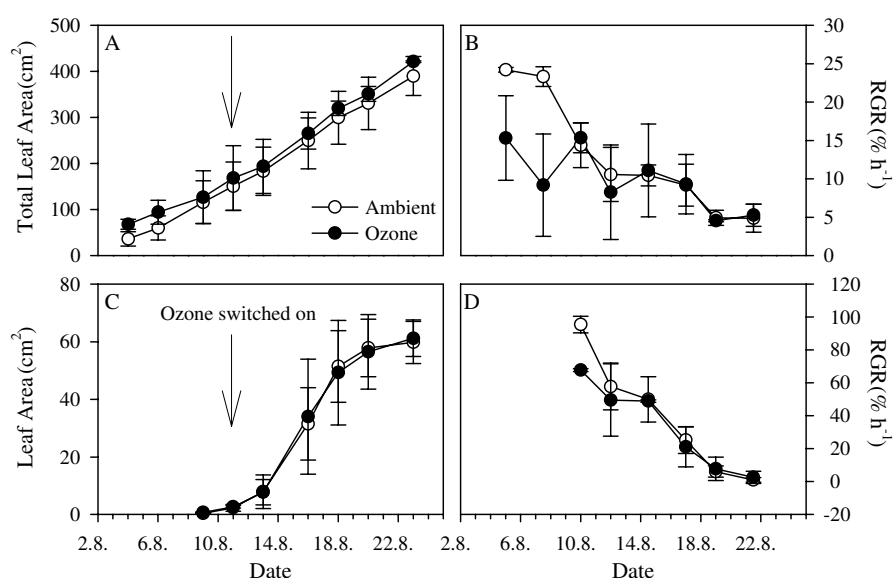 A
B
500
400
300
200
100
0
Total Leaf Area(cm²)
Ambient
Ozone
30
25
20
15
10
5
0
RGR(% h⁻¹)
C
Ozone switched on
D
80
60
40
20
0
Leaf Area(cm²)
120
100
80
60
40
20
0
-20
RGR(% h⁻¹)
2.8. 6.8. 10.8. 14.8. 18.8. 22.8.
2.8. 6.8. 10.8. 14.8. 18.8. 22.8.
Date
Date